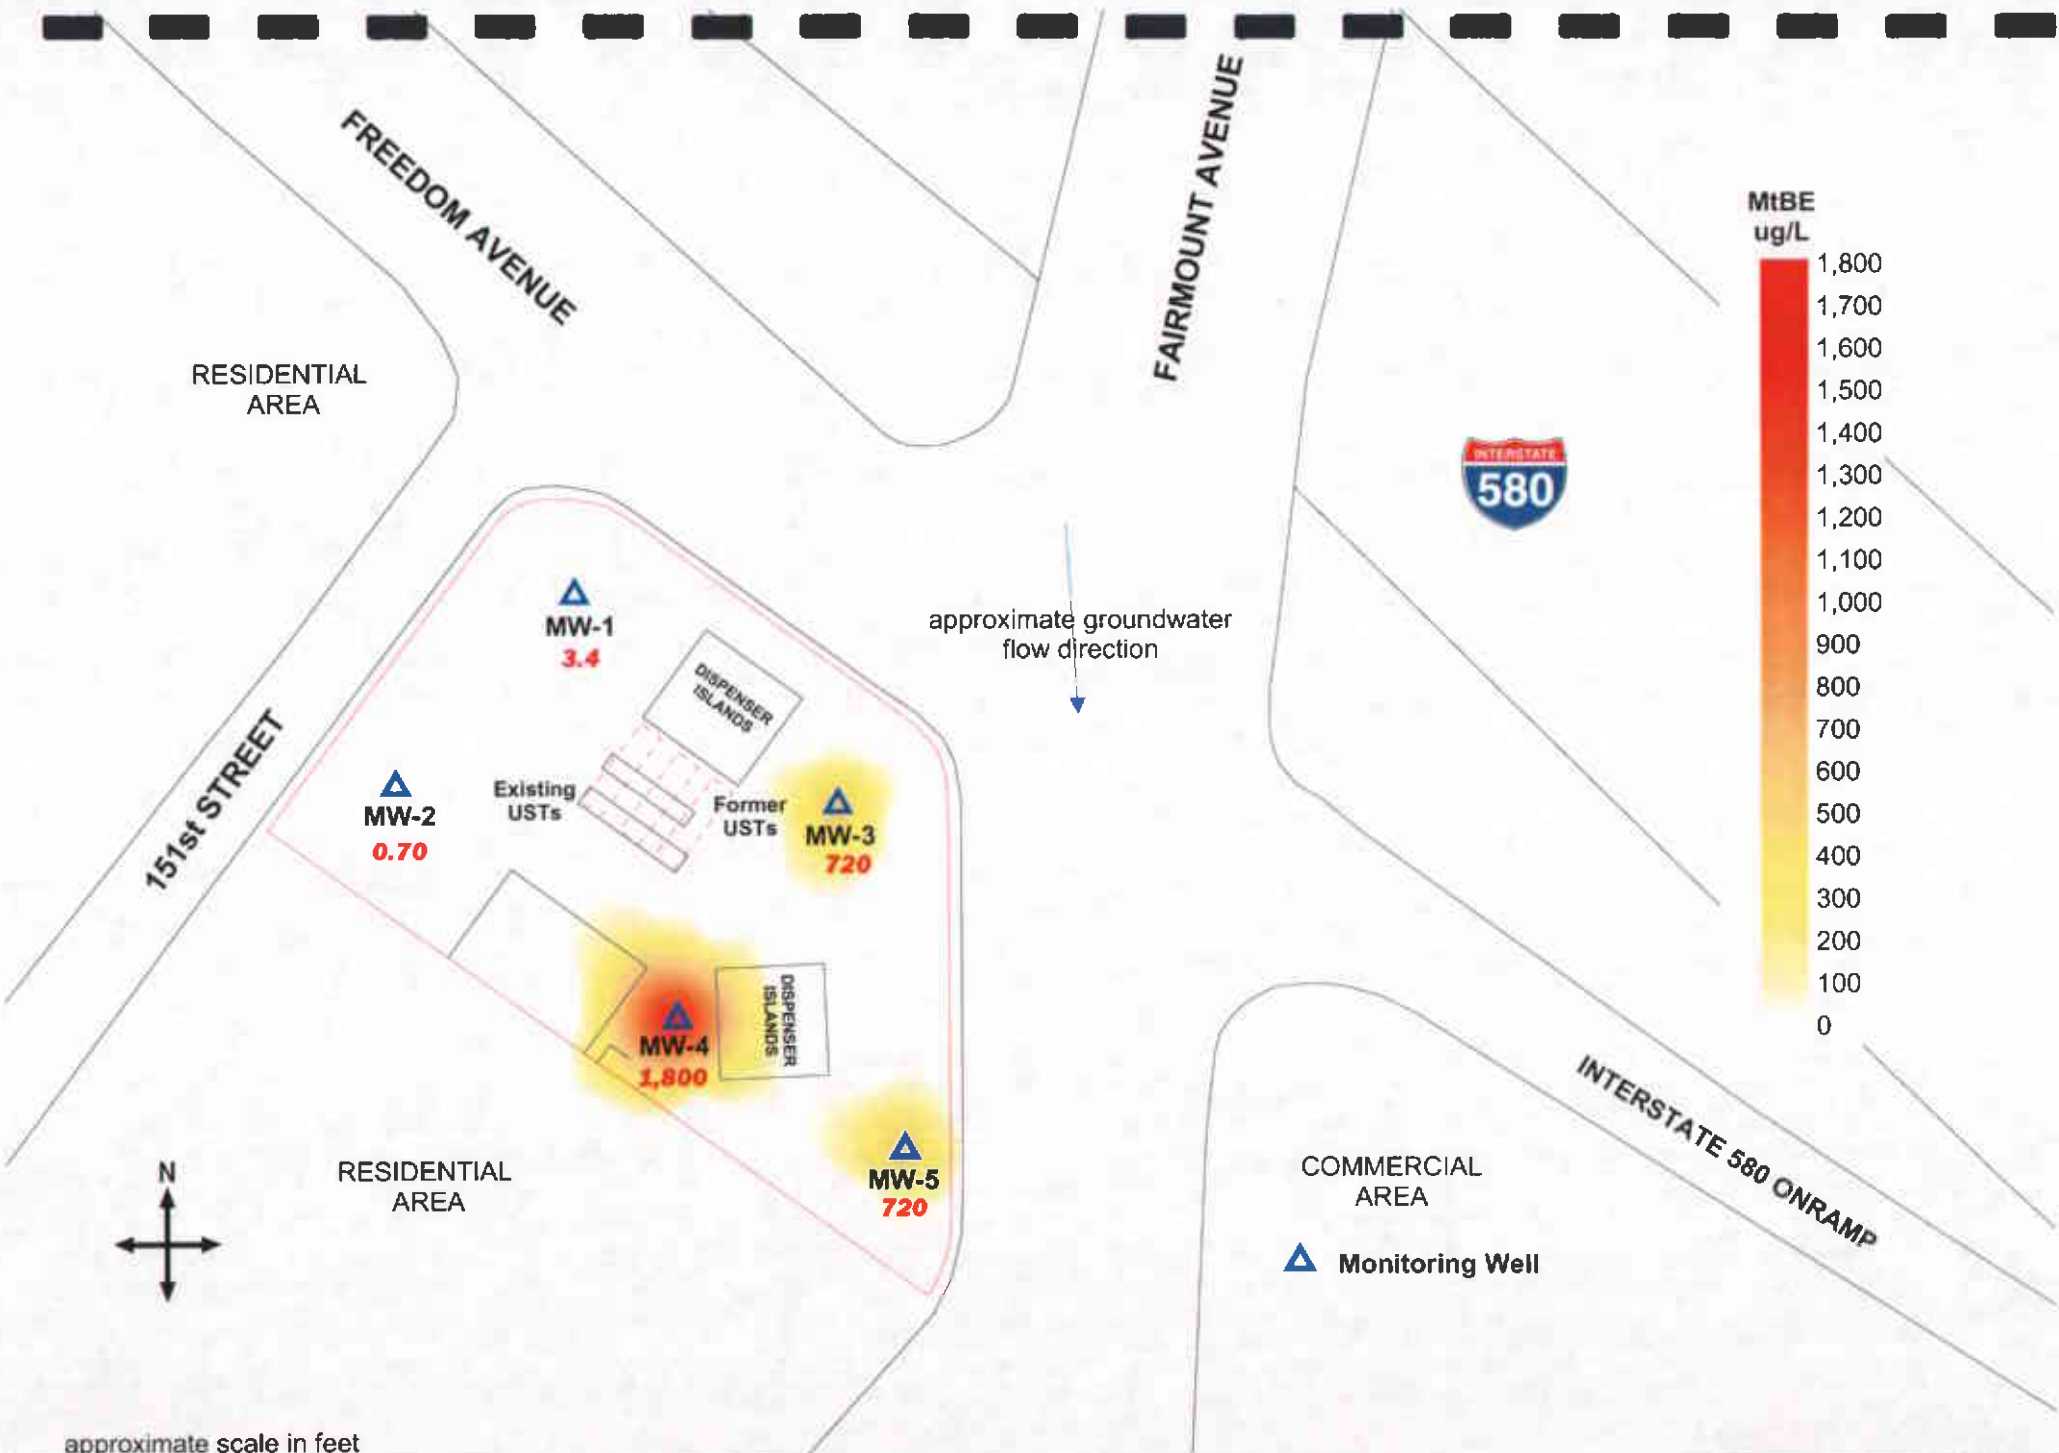 FREEDOM AVENUE
FAIRMOUNT AVENUE
MtBE
ug/L
1,800
1,700
1,600
1,500
1,400
1,300
1,200
1,100
1,000
900
800
700
600
500
400
300
200
100
0
RESIDENTIAL
AREA
INTERSTATE
580
MW-1
3.4
approximate groundwater
flow direction
DISPENSER
ISLANDS
151st STREET
MW-2
0.70
Existing
USTs
Former
USTs
MW-3
720
MW-4
1,800
DISPENSER
ISLANDS
MW-5
720
INTERSTATE 580 ONRAMP
N
RESIDENTIAL
AREA
COMMERCIAL
AREA
Monitoring Well
approximate scale in feet